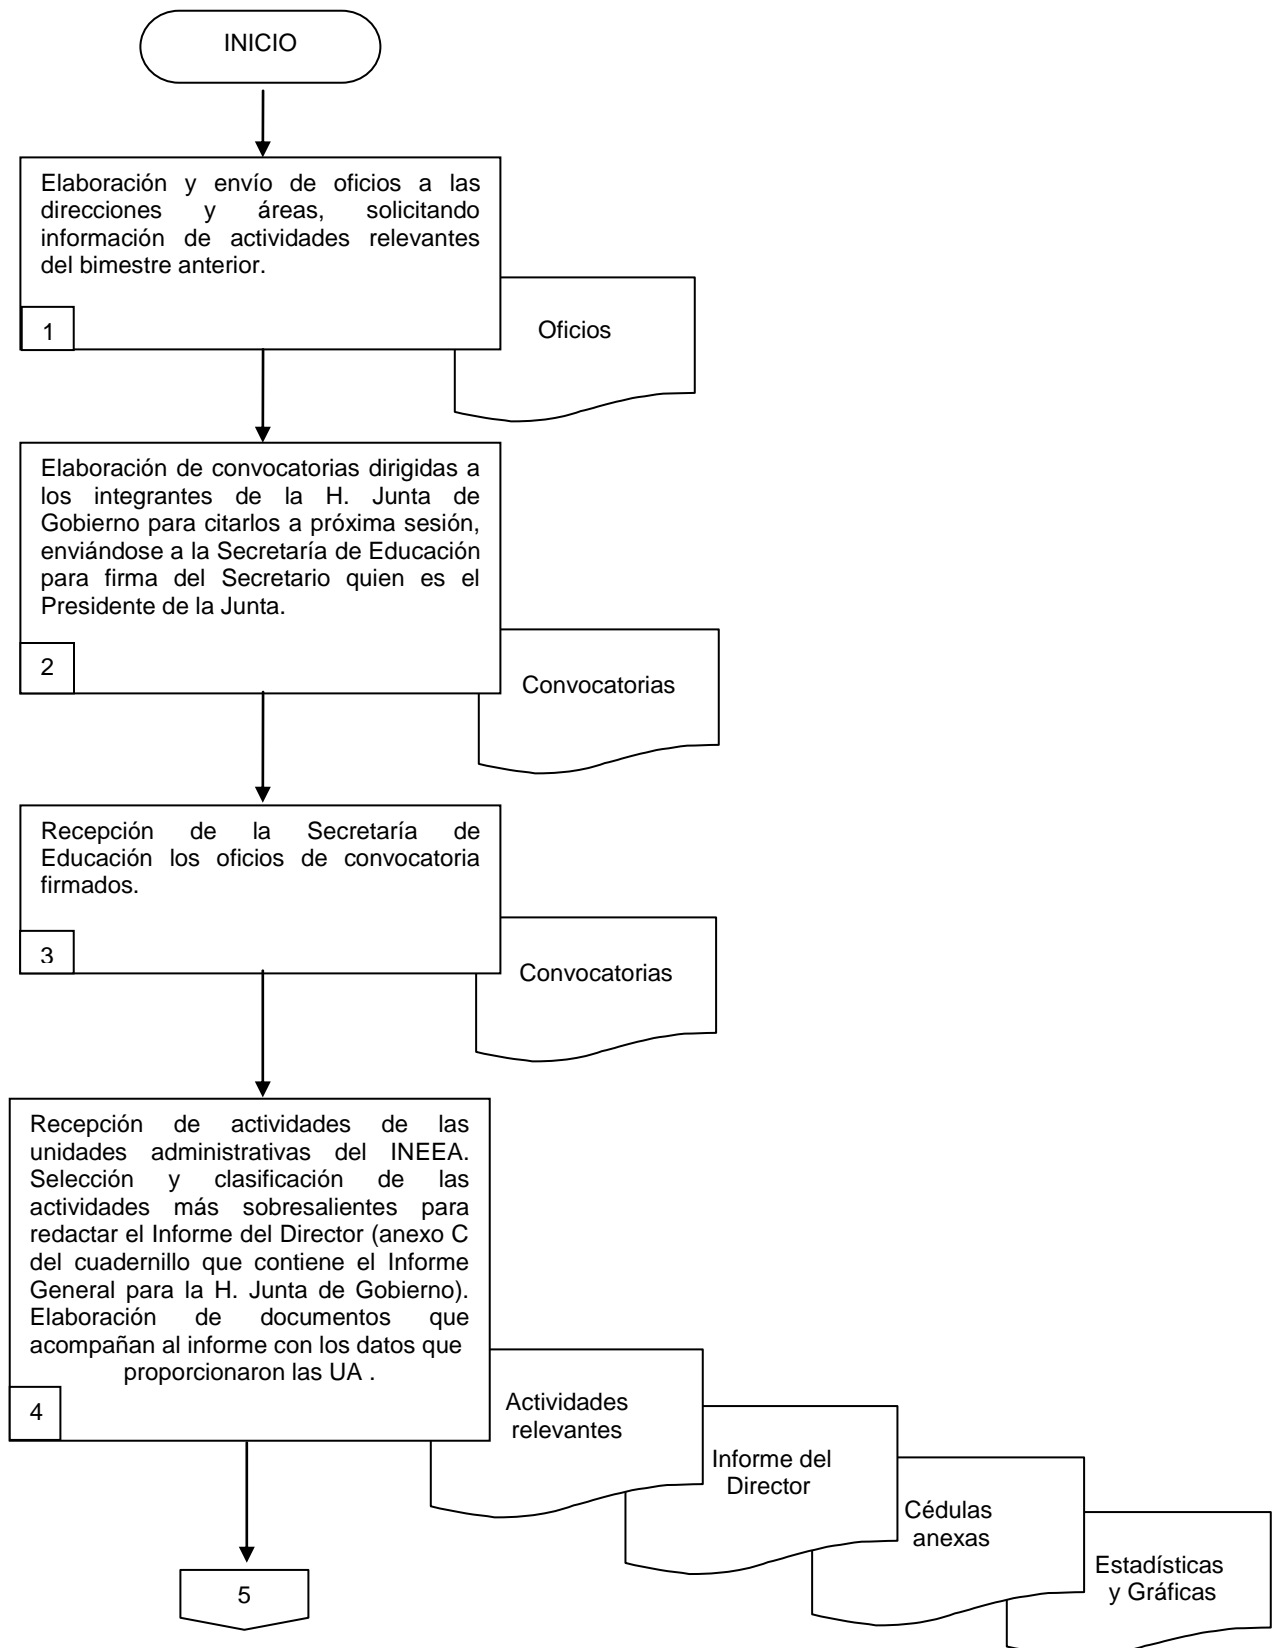 INICIO
Elaboración y envío de oficios a las
direcciones y áreas, solicitando
información de actividades relevantes
del bimestre anterior.
1
Oficios
Elaboración de convocatorias dirigidas a
los integrantes de la H. Junta de
Gobierno para citarlos a próxima sesión,
enviándose a la Secretaría de Educación
para firma del Secretario quien es el
Presidente de la Junta.
2
Convocatorias
Recepción de la Secretaría de
Educación los oficios de convocatoria
firmados.
3
Convocatorias
Recepción de actividades de las
unidades administrativas del INEEA.
Selección y clasificación de las
actividades más sobresalientes para
redactar el Informe del Director (anexo C
del cuadernillo que contiene el Informe
General para la H. Junta de Gobierno).
Elaboración de documentos que
acompañan al informe con los datos que
proporcionaron las UA .
4
Actividades
relevantes
Informe del
Director
Cédulas
anexas
Estadísticas
y Gráficas
5